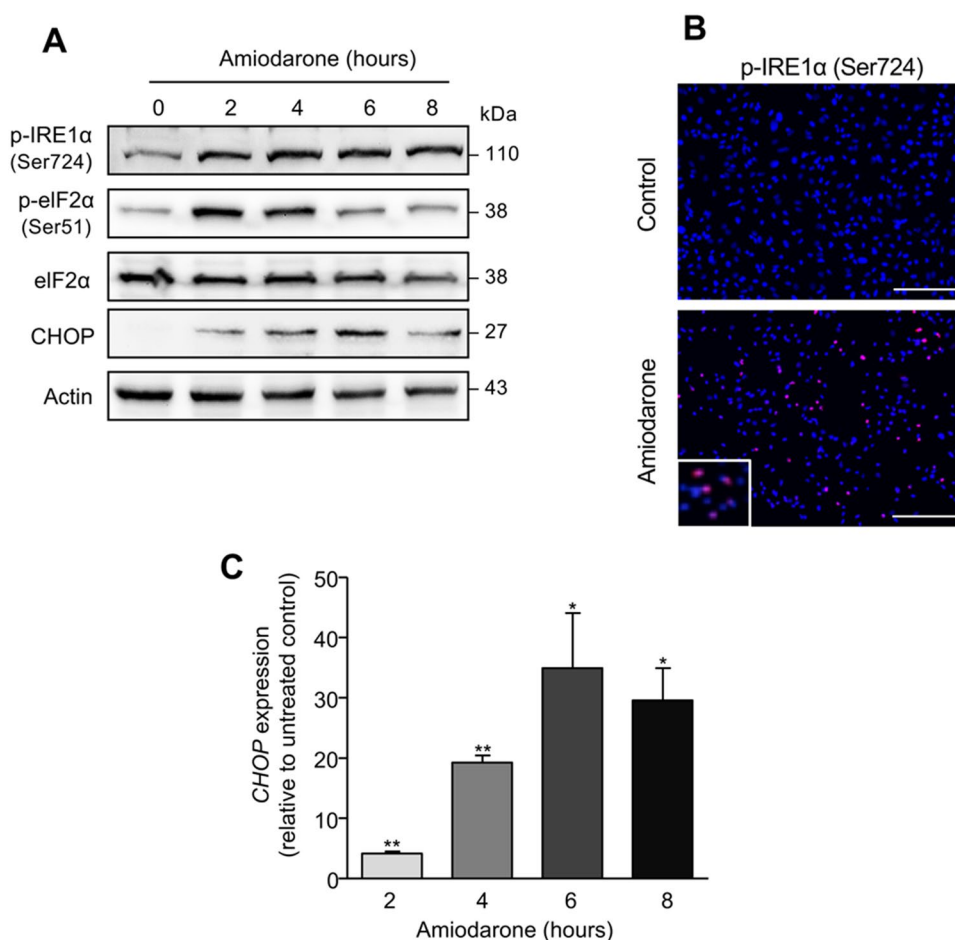 A
Amiodarone (hours)
0 2 4 6 8 kDa
p-IRE1α
(Ser724)
110
p-eIF2α
(Ser51)
38
eIF2α
38
CHOP
27
Actin
43
B
p-IRE1α (Ser724)
Control
Amiodarone
C
CHOP expression
(relative to untreated control)
50
40
30
20
10
0
**
**
*
*
2 4 6 8
Amiodarone (hours)